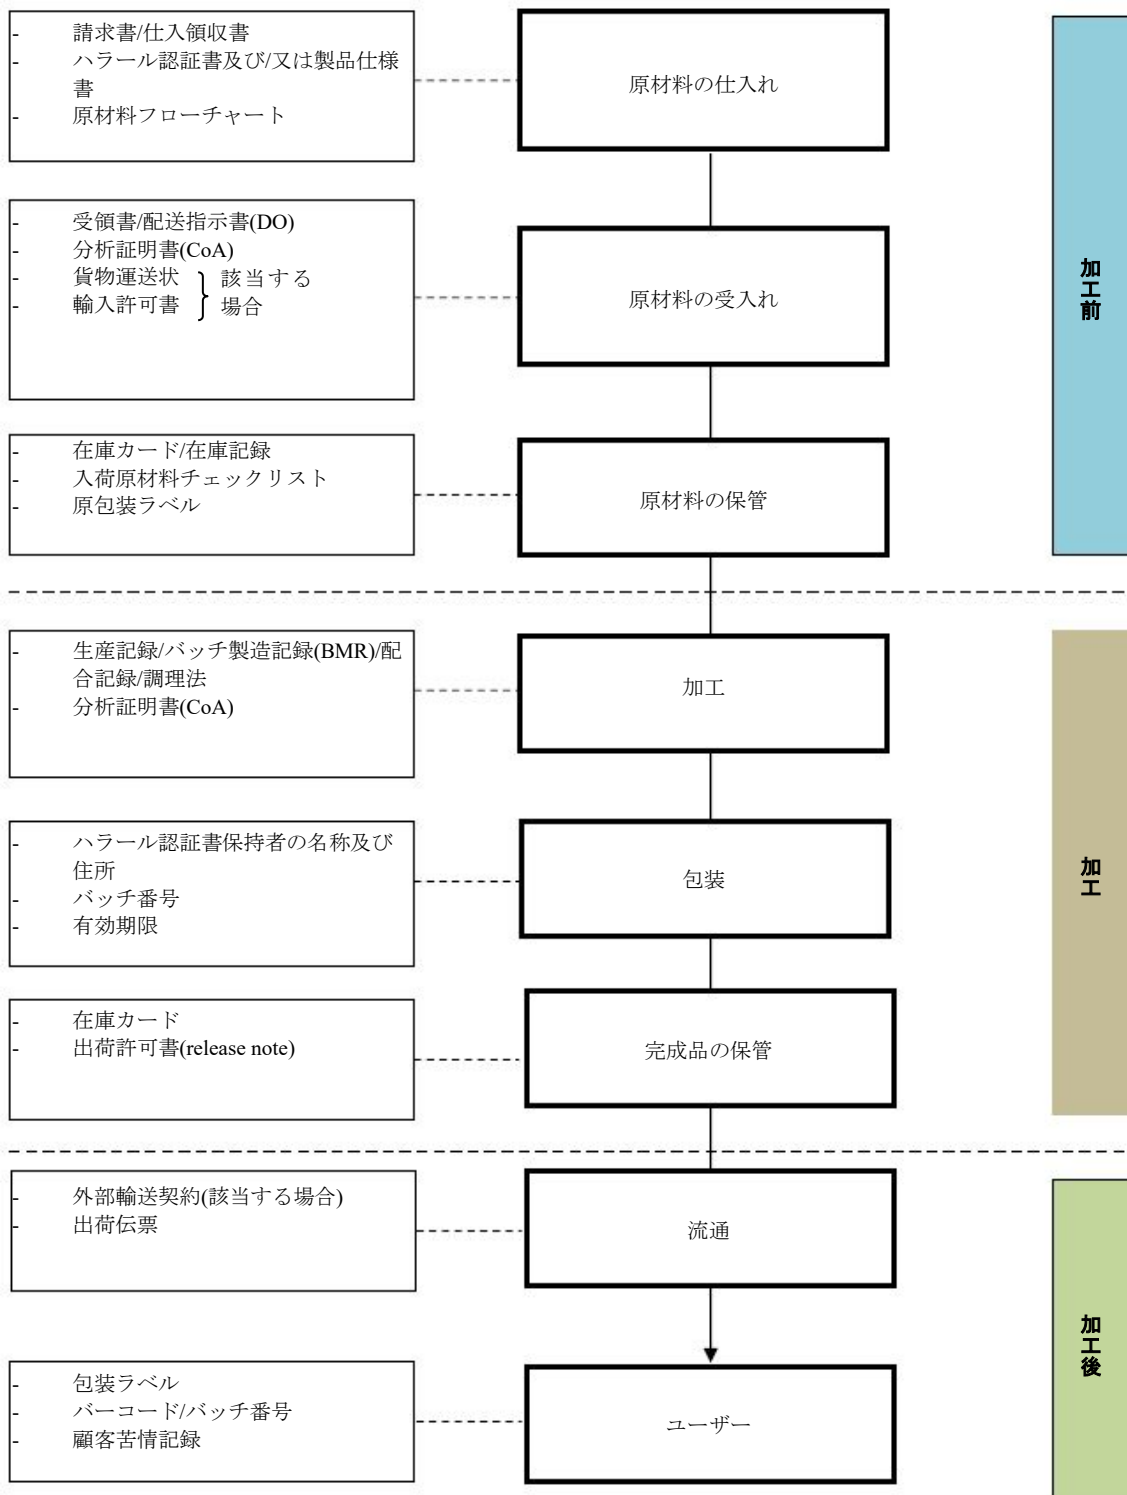 - 請求書/仕入領収書
- ハラール認証書及び/又は製品仕様
書
- 原材料フローチャート
原材料の仕入れ
- 受領書/配送指示書(DO)
- 分析証明書(CoA)
- 貨物運送状
- 輸入許可書
該当する
場合
原材料の受入れ
加工前
- 在庫カード/在庫記録
- 入荷原材料チェックリスト
- 原包装ラベル
原材料の保管
- 生産記録/バッチ製造記録(BMR)/配
合記録/調理法
- 分析証明書(CoA)
加工
- ハラール認証書保持者の名称及び
住所
- バッチ番号
- 有効期限
包装
加工
- 在庫カード
- 出荷許可書(release note)
完成品の保管
- 外部輸送契約(該当する場合)
- 出荷伝票
流通
加工後
- 包装ラベル
- バーコード/バッチ番号
- 顧客苦情記録
ユーザー